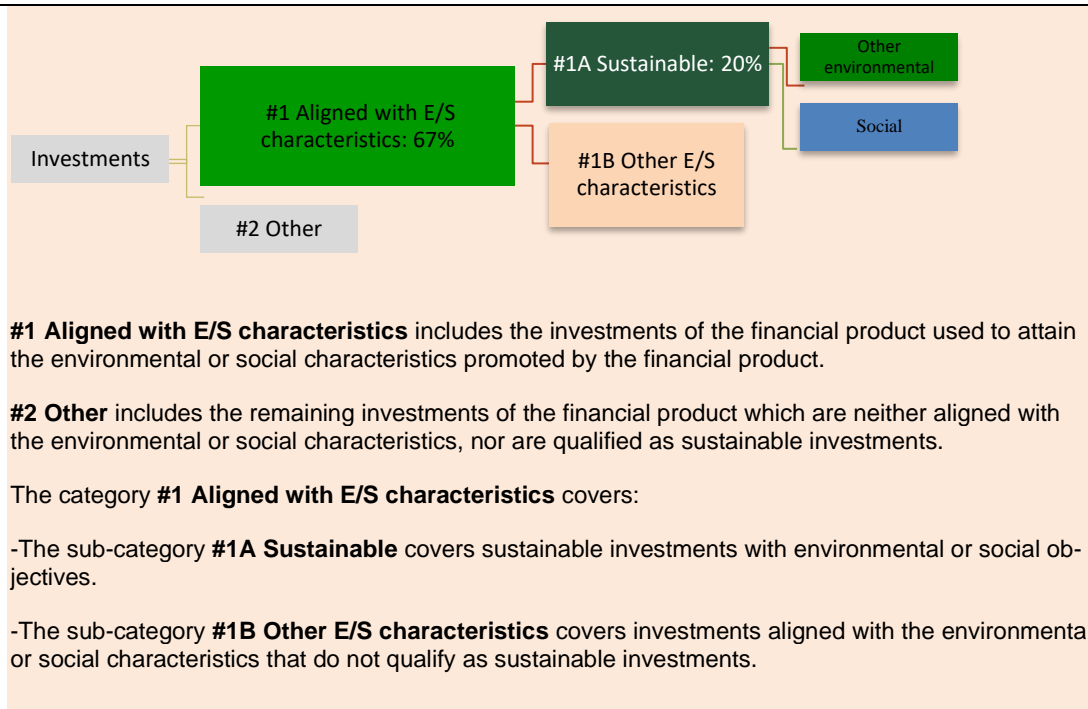 Investments
#1 Aligned with E/S
characteristics: 67%
#2 Other
#1A Sustainable: 20%
#1B Other E/S
characteristics
Other
environmental
Social
#1 Aligned with E/S characteristics includes the investments of the financial product used to attain
the environmental or social characteristics promoted by the financial product.
#2 Other includes the remaining investments of the financial product which are neither aligned with
the environmental or social characteristics, nor are qualified as sustainable investments.
The category #1 Aligned with E/S characteristics covers:
-The sub-category #1A Sustainable covers sustainable investments with environmental or social ob-
jectives.
-The sub-category #1B Other E/S characteristics covers investments aligned with the environmenta
or social characteristics that do not qualify as sustainable investments.